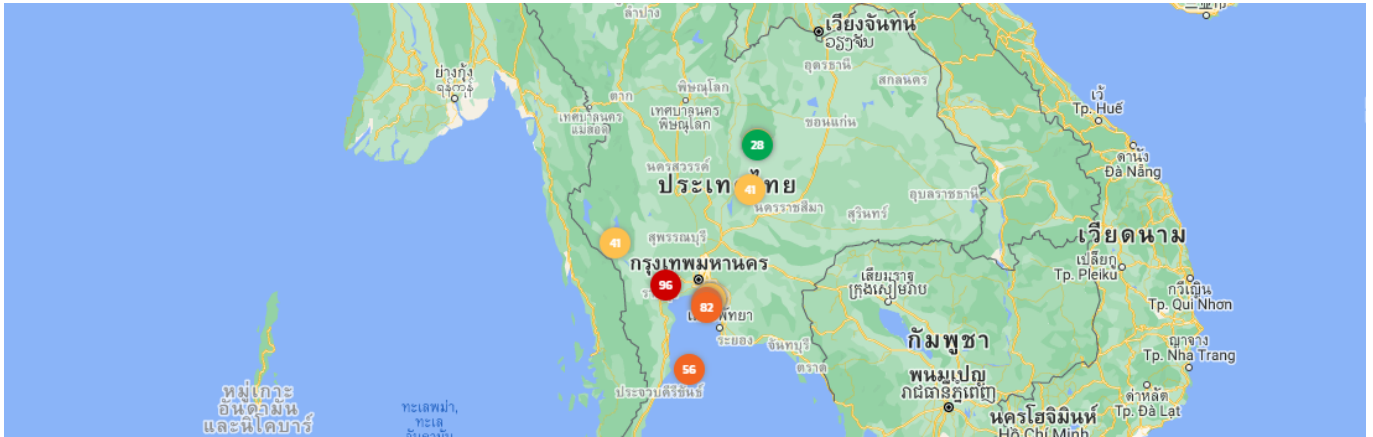 ลำปาง
เวียงจันทน์
ວຽງຈັນ
อุดรธานี
สกลนคร
ย่างกุ้ง
ရန်ကုန်
พิษณุโลก
ตาก
เทศบาลนคร
พิษณุโลก
เทศบาลนคร
แม่สอด
ขอนแก่น
เว้
Tp. Huế
28
ดานัง
Đà Nẵng
นครสวรรค์
41
นครราชสีมา
อุบลราชธานี
สุรินทร์
41
สุพรรณบุรี
เวียดนาม
กรุงเทพมหานคร
เปล็ยกู
Tp. Pleiku
96
เสียมราฐ
ក្រុងសៀមរាប
กวีเญิน
Tp. Qui Nhơn
82
ระยอง
จันทบุรี
ตราด
กัมพูชา
ญาจาง
Tp. Nha Trang
56
พนมเปญ
រាជធានីភ្នំពេញ
ประจวบคีรีขันธ์
หมู่เกาะ
อันดามัน
และนิโคบาร์
ทะเลพม่า,
ทะเล
อันดามัน
ด่าหลัต
Tp. Đà Lạt
นครโฮจิมินห์
Hồ Chí Minh